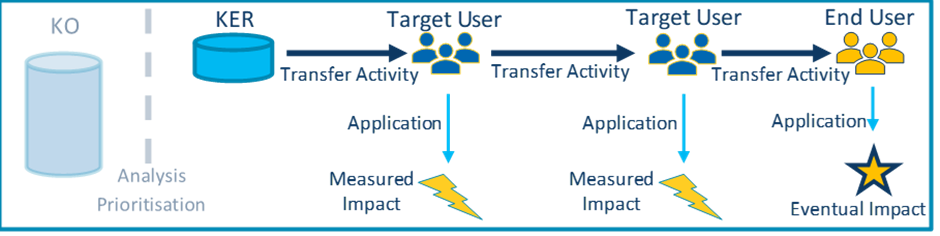 KO
KER
Target User
Target User
End User
Transfer Activity
Transfer Activity
Transfer Activity
Application
Application
Application
Analysis
Prioritisation
Measured
Impact
Measured
Impact
Eventual Impact